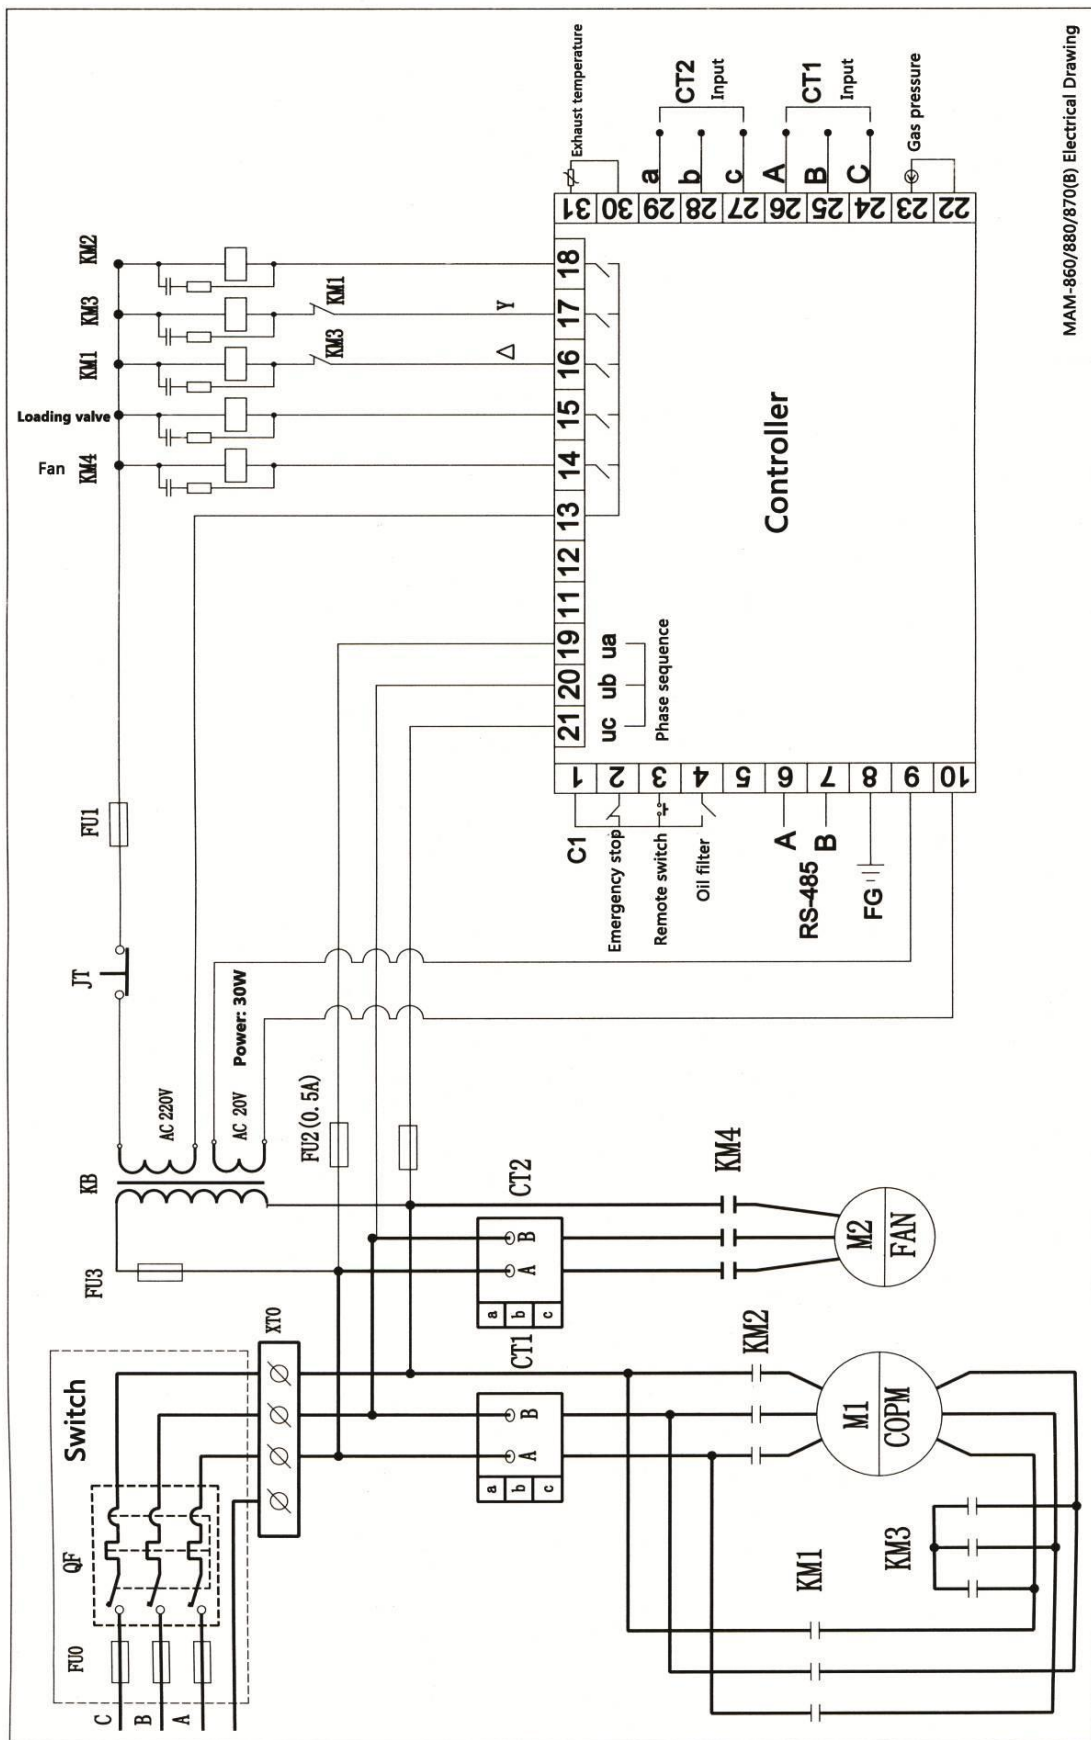 MAM-860/880/870(B) Electrical Drawing
Switch
C
B
A
FU0
QF
XT0
FU3
KB
AC 220V
AC 20V
Power: 30W
FU2(0.5A)
JT
FU1
Fan
KM4
Loading valve
KM1
KM3
KM2
KM3
KM1
Δ
Y
CT1
a
b
c
A
B
CT2
a
b
c
A
B
KM2
KM4
M1
COPM
M2
FAN
KM1
KM3
Controller
21
20
19
11
12
13
14
15
16
17
18
uc
ub
ua
Phase sequence
1
2
3
4
5
6
7
8
9
10
C1
Emergency stop
Remote switch
Oil filter
A
RS-485
B
FG
31
30
29
28
27
26
25
24
23
22
Exhaust temperature
a
b
c
CT2
Input
A
B
C
CT1
Input
Gas pressure